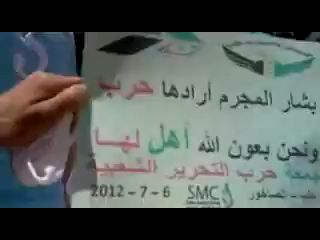 بشار المجرم أرادها حرب
ونحن بعون الله أهل لها
جمعة حرب التحرير الشعبية
2012 - 7 - 6 SMC